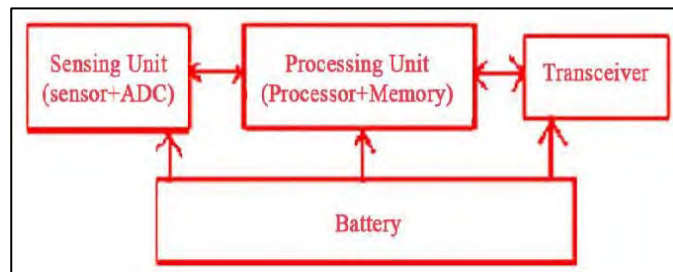 Sensing Unit
(sensor+ADC)
Processing Unit
(Processor+Memory)
Transceiver
Battery